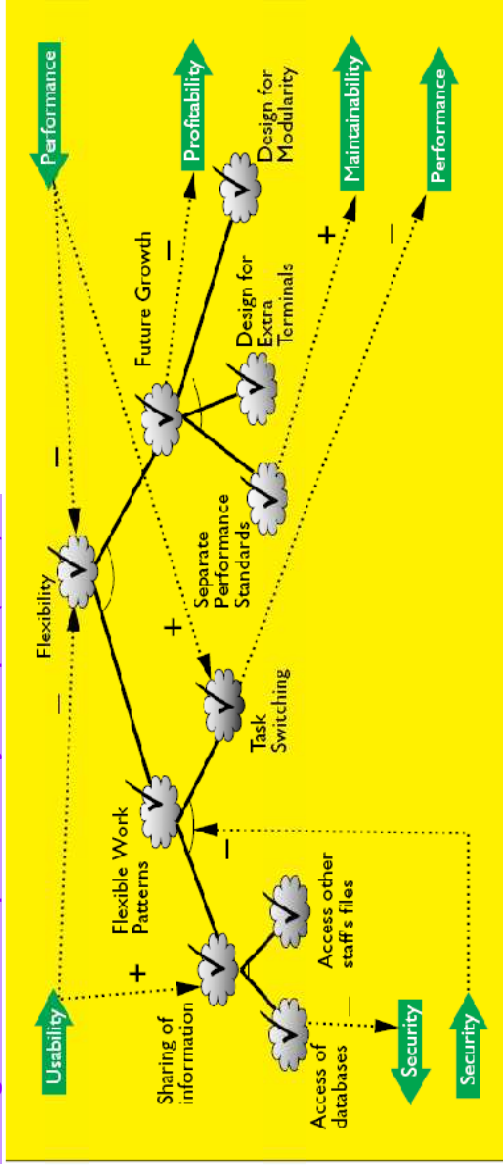 Usability
Performance
Flexibility
−
−
+
+
Flexible Work
Patterns
Future Growth
−
Profitability
Sharing of
information
Task
Switching
Separate
Performance
Standards
Design for
Extra
Terminals
Design for
Modularity
−
Access of
databases
Access other
staff's files
−
+
−
Security
Security
Maintainability
Performance